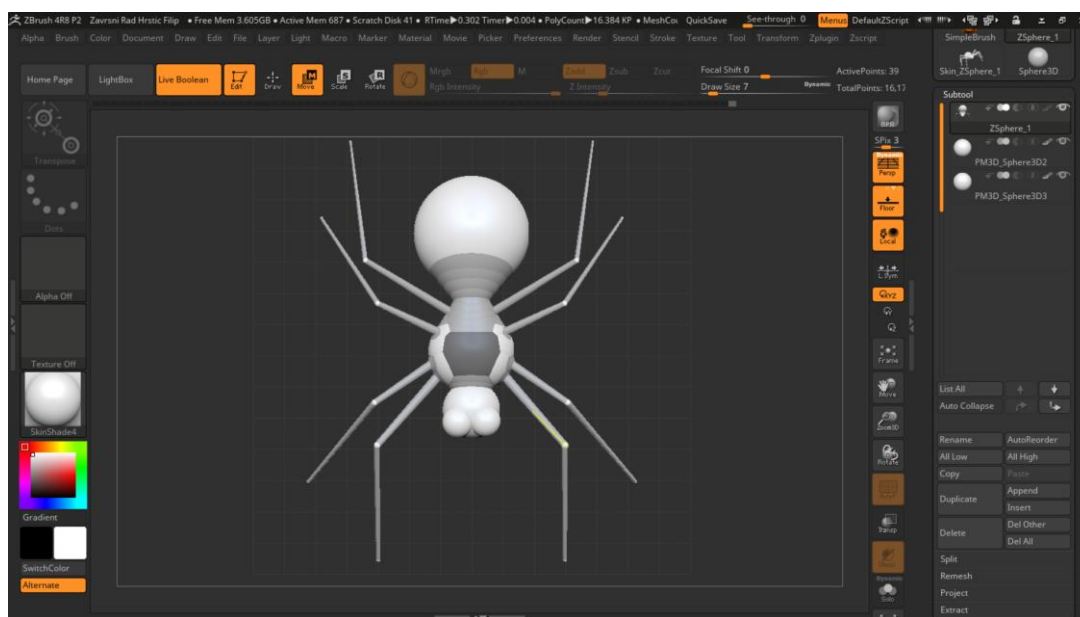 ZBrush 4R8 P2 Zavrsni Rad Hrstic Filip • Free Mem 3.605GB • Active Mem 687 • Scratch Disk 41 • RTime▶0.302 Timer▶0.004 • PolyCount▶16.384 KP • MeshCou QuickSave See-through 0 Menus DefaultZScript
Alpha Brush Color Document Draw Edit File Layer Light Macro Marker Material Movie Picker Preferences Render Stencil Stroke Texture Tool Transform Zplugin Zscript
SimpleBrush ZSphere_1
Skin_ZSphere_1 Sphere3D
Home Page LightBox Live Boolean Edit Draw Move Scale Rotate
Mrgb Rgb M Zadd Zsub Zcut Focal Shift 0 ActivePoints: 39
Rgb Intensity Z Intensity Draw Size 7 Dynamic TotalPoints: 16,17
Transpose
Dots
Alpha Off
Texture Off
SkinShade4
Gradient
SwitchColor
Alternate
BPR
SPix 3
Dynamic
Persp
Floor
Local
L.Sym
XYZ
Frame
Move
Zoom3D
Rotate
Transp
Dynamic
Solo
Subtool
ZSphere_1
PM3D_Sphere3D2
PM3D_Sphere3D3
List All
Auto Collapse
Rename AutoReorder
All Low All High
Copy Paste
Duplicate Append
Insert
Delete Del Other
Del All
Split
Remesh
Project
Extract